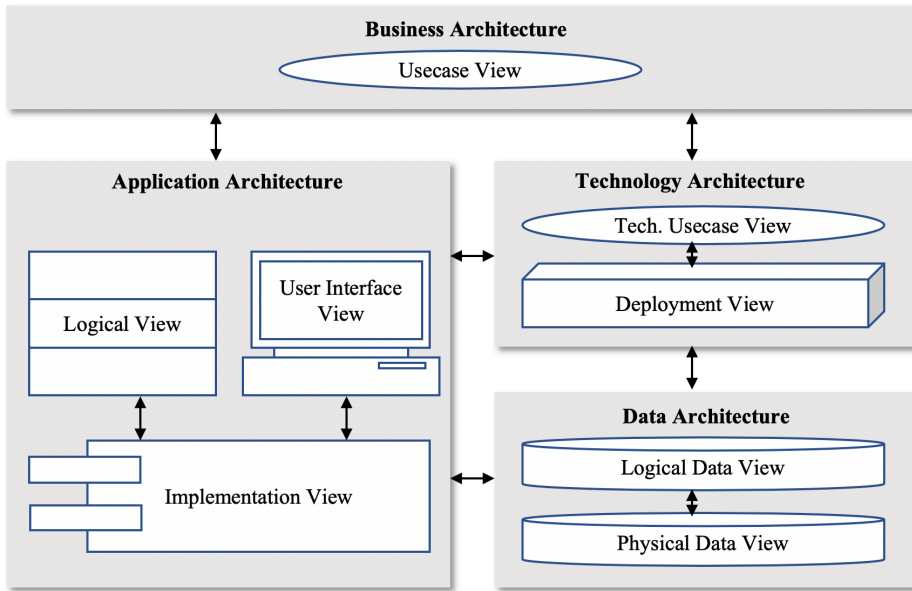 Business Architecture
Usecase View
Application Architecture
Logical View
User Interface
View
Implementation View
Technology Architecture
Tech. Usecase View
Deployment View
Data Architecture
Logical Data View
Physical Data View